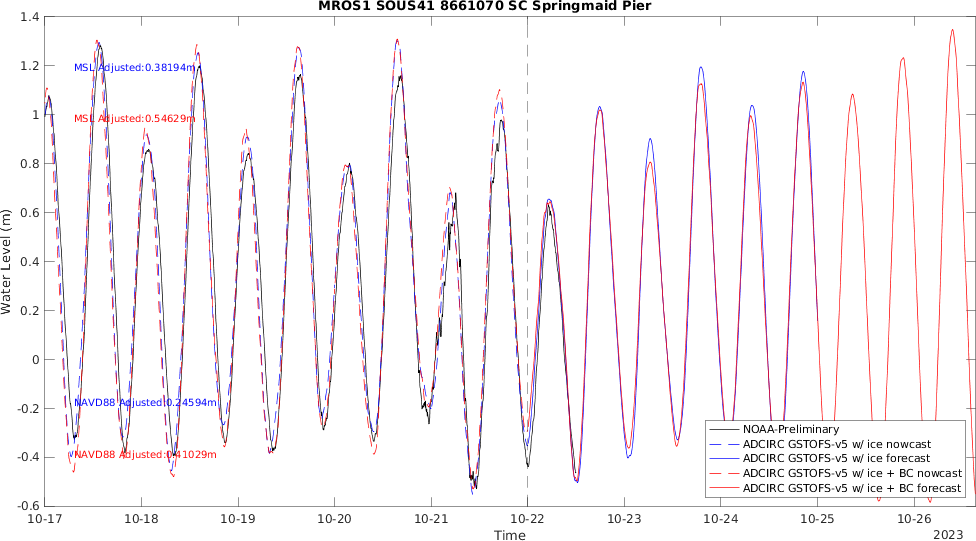 MROS1 SOUS41 8661070 SC Springmaid Pier
1.4
1.2
1
0.8
0.6
0.4
0.2
0
-0.2
-0.4
-0.6
Water Level (m)
MSL Adjusted:0.38194m
MSL Adjusted:0.54629m
NAVD88 Adjusted:0.24594m
NAVD88 Adjusted:0.41029m
NOAA-Preliminary
ADCIRC GSTOFS-v5 w/ ice nowcast
ADCIRC GSTOFS-v5 w/ ice forecast
ADCIRC GSTOFS-v5 w/ ice + BC nowcast
ADCIRC GSTOFS-v5 w/ ice + BC forecast
10-17 10-18 10-19 10-20 10-21 10-22 10-23 10-24 10-25 10-26
Time
2023